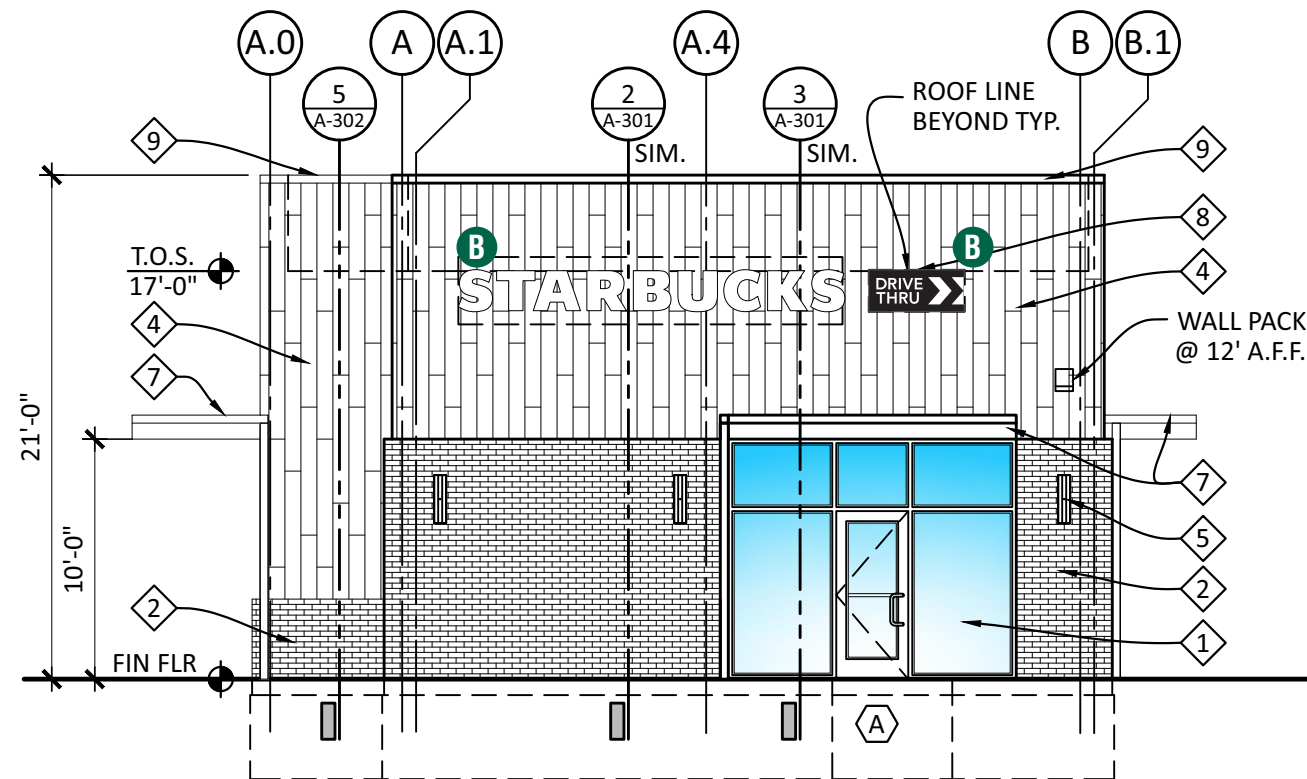 A.0
A
A.1
A.4
B
B.1
5
A-302
2
A-301
SIM.
3
A-301
SIM.
ROOF LINE
BEYOND TYP.
9
9
8
B
B
T.O.S.
17'-0"
STARBUCKS
DRIVE
THRU
4
4
WALL PACK
@ 12' A.F.F.
7
21'-0"
10'-0"
7
5
2
2
1
FIN FLR
A